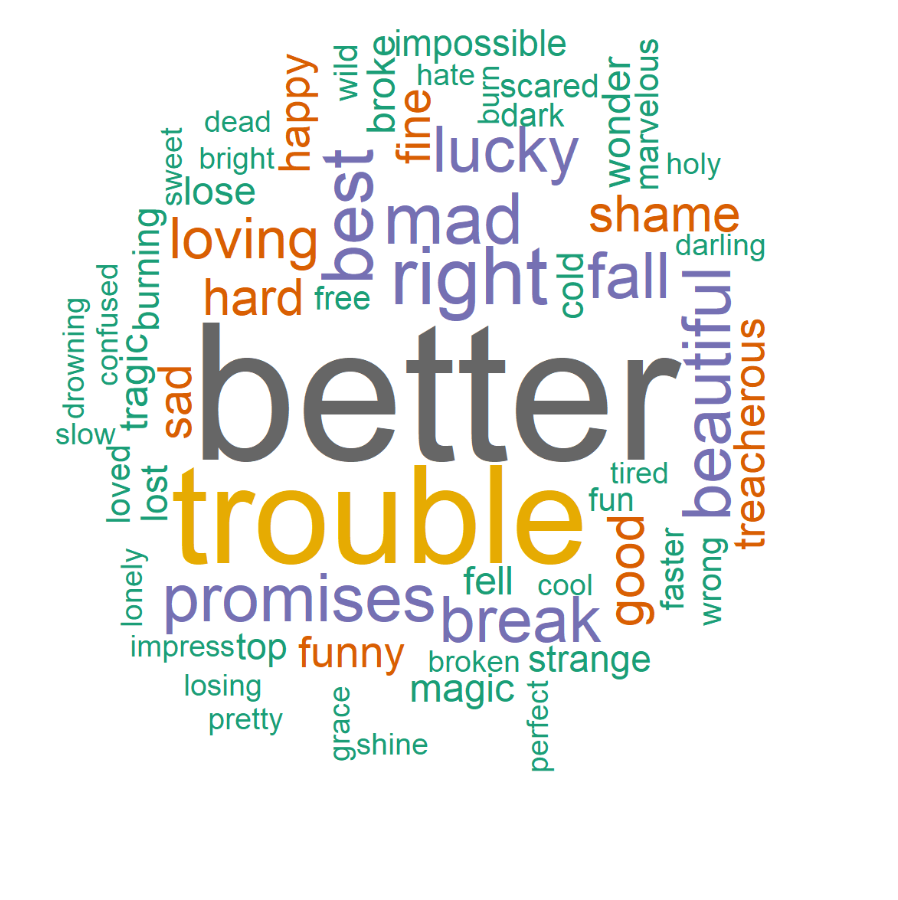 impossible
wild
broke
hate
burn
scared
happy
fine
dark
wonder
marvelous
dead
bright
sweet
lose
lucky
holy
best
mad
shame
loving
right
darling
burning
hard
free
cold
fall
beautiful
confused
drowning
tragic
sad
better
treacherous
slow
loved
lost
trouble
tired
fun
good
faster
wrong
lonely
promises
fell
cool
break
impress
top
funny
broken
strange
losing
magic
pretty
grace
shine
perfect